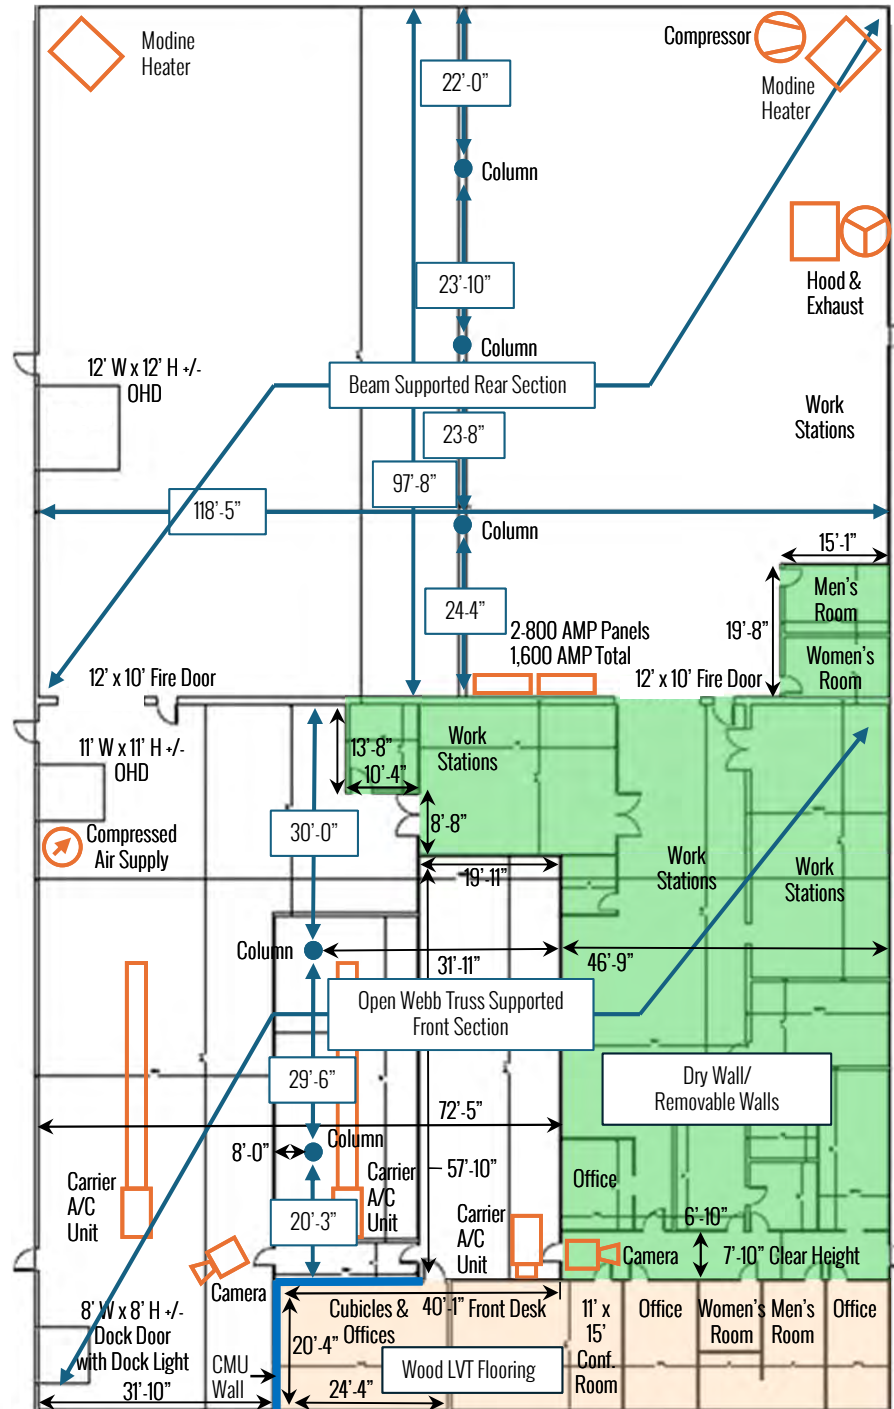 Modine
Heater
22'-0"
Compressor
Modine
Heater
Column
23'-10"
Hood &
Exhaust
Column
12' W x 12' H +/-
OHD
Beam Supported Rear Section
Work
Stations
23-8"
97'-8"
118'-5"
Column
15'-1"
Men's
Room
19'-8"
24-4"
2-800 AMP Panels
1,600 AMP Total
Women's
Room
12' x 10' Fire Door
12' x 10' Fire Door
11' W x 11' H +/-
OHD
13'-8"
10'-4"
Work
Stations
Compressed
Air Supply
30'-0"
8'-8"
19'-11"
Work
Stations
Work
Stations
Column
31'-11"
46'-9"
Open Webb Truss Supported
Front Section
29'-6"
Dry Wall/
Removable Walls
72'-5"
Column
8'-0"
57'-10"
Carrier
A/C
Unit
Carrier
A/C
Unit
Office
20'-3"
Carrier
A/C
Unit
6'-10"
Camera
7'-10" Clear Height
Camera
8' W x 8' H +/-
Dock Door
with Dock Light
Cubicles &
Offices
40'-1"
Front Desk
11' x
15'
Conf.
Room
Office
Women's
Room
Men's
Room
Office
20'-4"
CMU
Wall
Wood LVT Flooring
31'-10"
24'-4"